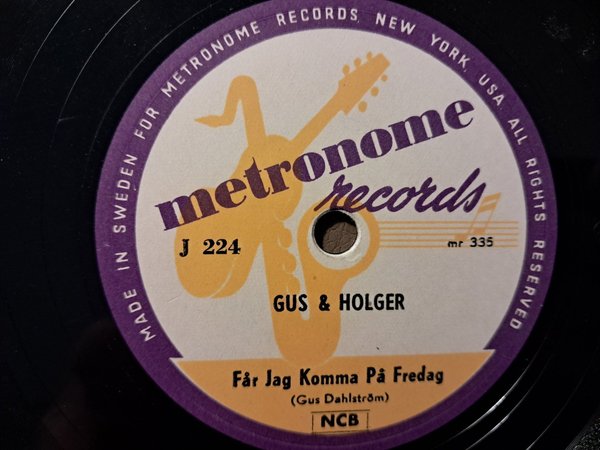 MADE IN SWEDEN FOR METRONOME RECORDS, NEW YORK, USA ALL RIGHTS RESERVED
metronome
records
J 224
mr 335
GUS & HOLGER
Får Jag Komma På Fredag
(Gus Dahlström)
NCB